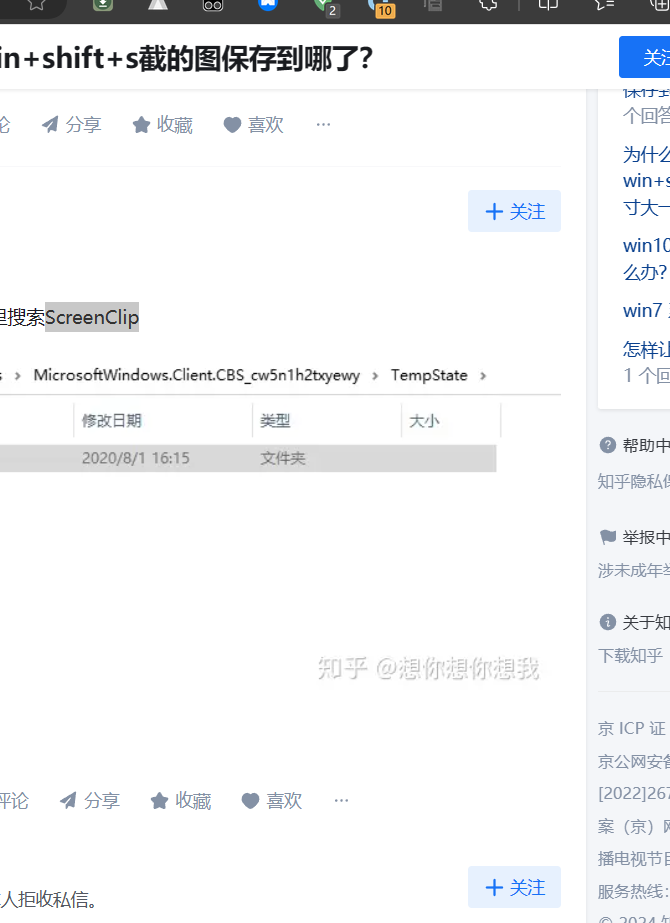 2
10
in+shift+s截的图保存到哪了?
关注
保存到
分享
收藏
喜欢
个回答
为什么
win+s
寸大一
关注
win10
么办?
里搜索ScreenClip
win7
怎样让
1 个回
s › MicrosoftWindows.Client.CBS_cw5n1h2txyewy › TempState ›
修改日期 类型 大小
2020/8/1 16:15 文件夹
帮助中
知乎隐私保
举报中
涉未成年举
关于知
下载知乎
知乎 @想你想你想我
京 ICP 证
京公网安备
[2022]267
案（京）网
播电视节目
服务热线:
© 2024 知
评论 分享 收藏 喜欢 ···
关注
人拒收私信。